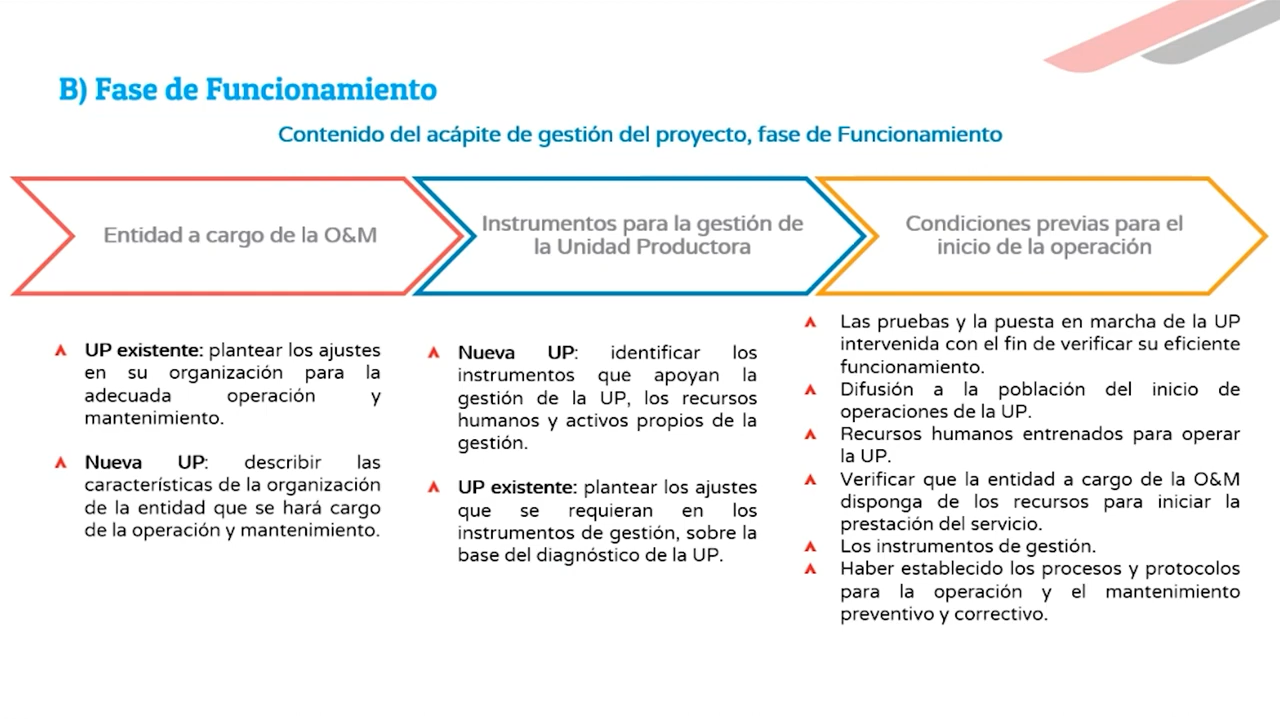 B) Fase de Funcionamiento
Contenido del acápite de gestión del proyecto, fase de Funcionamiento
Entidad a cargo de la O&M
UP existente: plantear los ajustes
en su organización para la
adecuada operación y
mantenimiento.
Nueva UP: describir las
características de la organización
de la entidad que se hará cargo
de la operación y mantenimiento.
Instrumentos para la gestión de
la Unidad Productora
Nueva UP: identificar los
instrumentos que apoyan la
gestión de la UP, los recursos
humanos y activos propios de la
gestión.
UP existente: plantear los ajustes
que se requieran en los
instrumentos de gestión, sobre la
base del diagnóstico de la UP.
Condiciones previas para el
inicio de la operación
Las pruebas y la puesta en marcha de la UP
intervenida con el fin de verificar su eficiente
funcionamiento.
Difusión a la población del inicio de
operaciones de la UP.
Recursos humanos entrenados para operar
la UP.
Verificar que la entidad a cargo de la O&M
disponga de los recursos para iniciar la
prestación del servicio.
Los instrumentos de gestión.
Haber establecido los procesos y protocolos
para la operación y el mantenimiento
preventivo y correctivo.